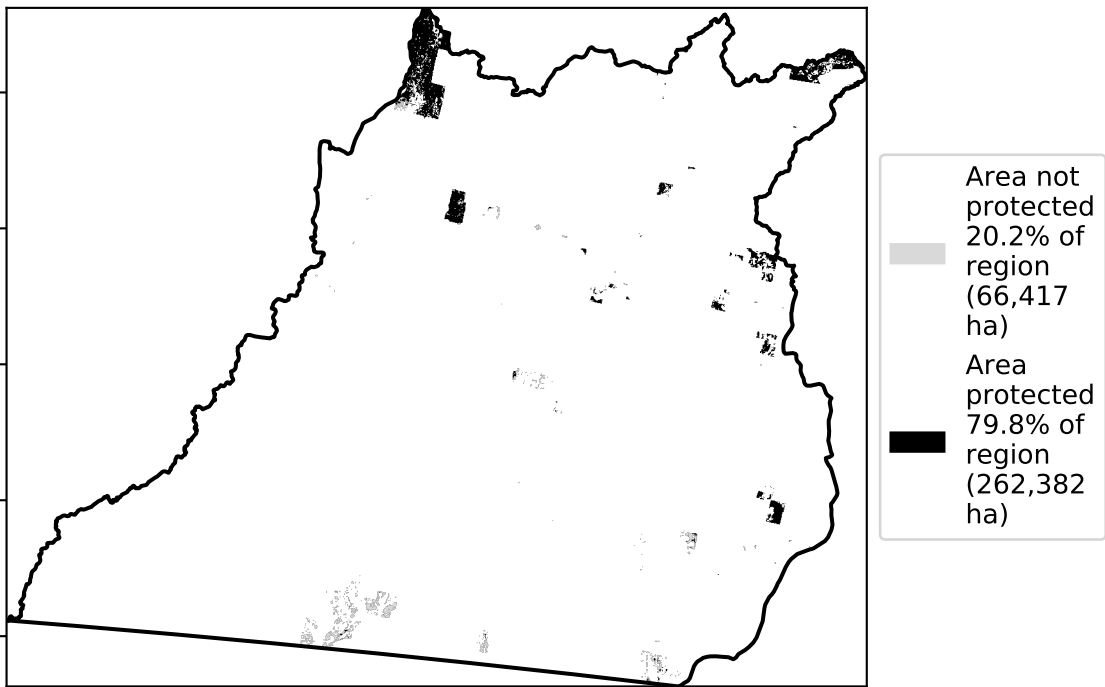 Area not
protected
20.2% of
region
(66,417
ha)
Area
protected
79.8% of
region
(262,382
ha)